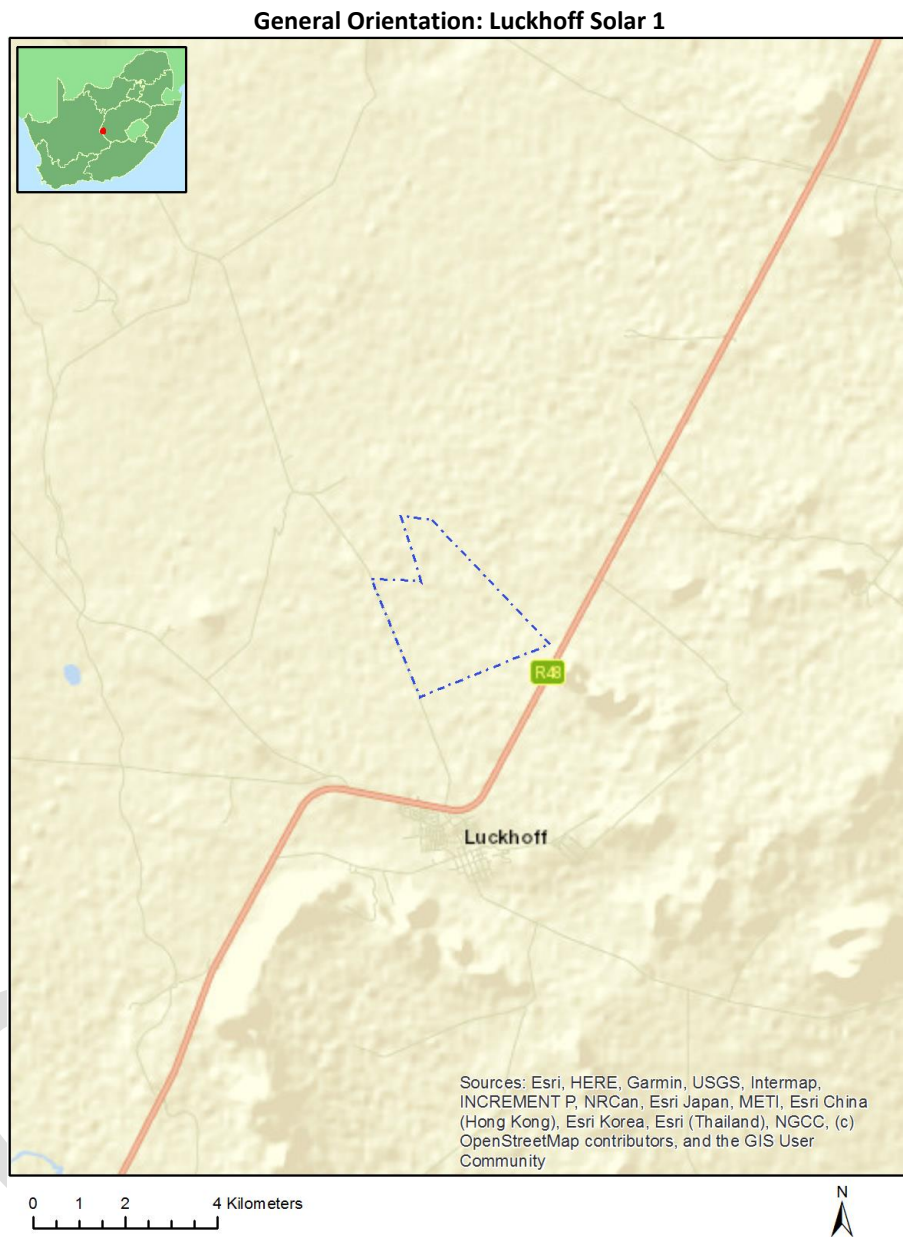 General Orientation: Luckhoff Solar 1
R48
Luckhoff
Sources: Esri, HERE, Garmin, USGS, Intermap,
INCREMENT P, NRCan, Esri Japan, METI, Esri China
(Hong Kong), Esri Korea, Esri (Thailand), NGCC, (c)
OpenStreetMap contributors, and the GIS User
Community
0 1 2 4 Kilometers
N